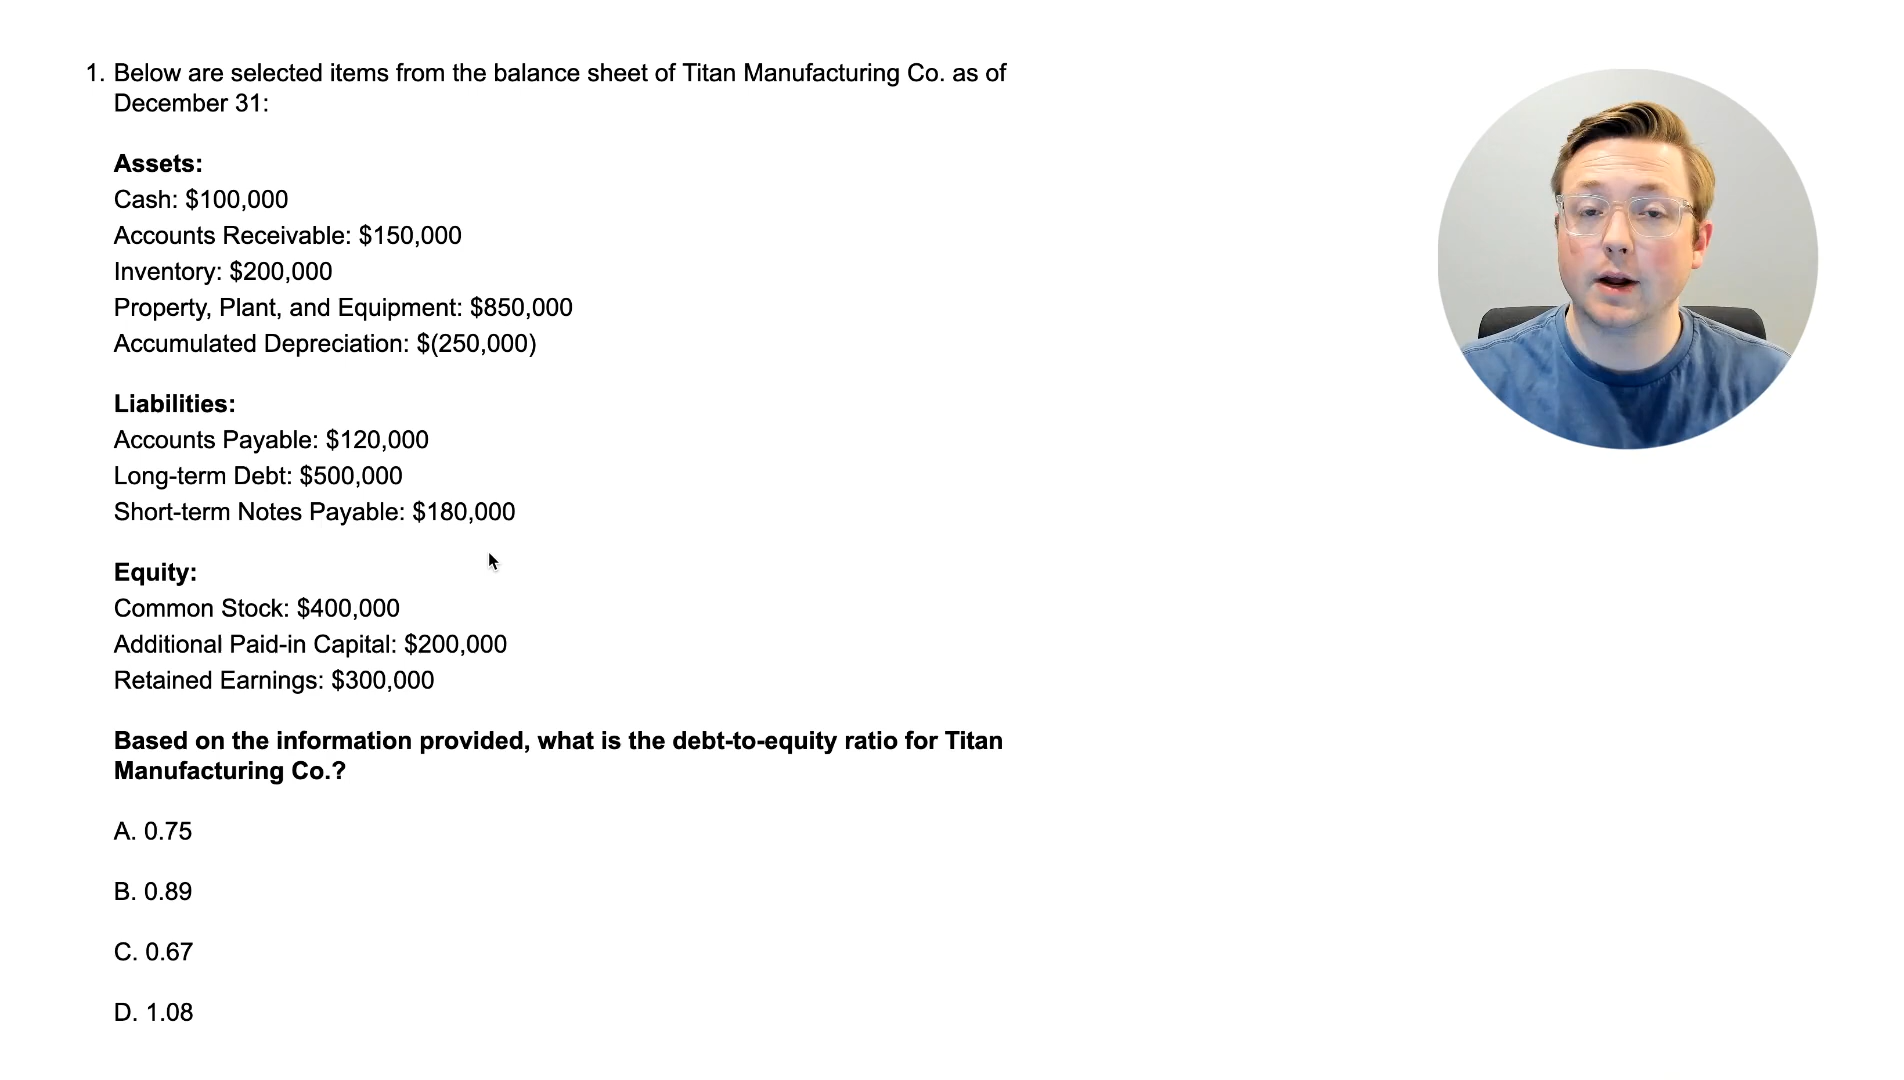 1. Below are selected items from the balance sheet of Titan Manufacturing Co. as of
December 31:
Assets:
Cash: $100,000
Accounts Receivable: $150,000
Inventory: $200,000
Property, Plant, and Equipment: $850,000
Accumulated Depreciation: $(250,000)
Liabilities:
Accounts Payable: $120,000
Long-term Debt: $500,000
Short-term Notes Payable: $180,000
Equity:
Common Stock: $400,000
Additional Paid-in Capital: $200,000
Retained Earnings: $300,000
Based on the information provided, what is the debt-to-equity ratio for Titan
Manufacturing Co.?
A. 0.75
B. 0.89
C. 0.67
D. 1.08